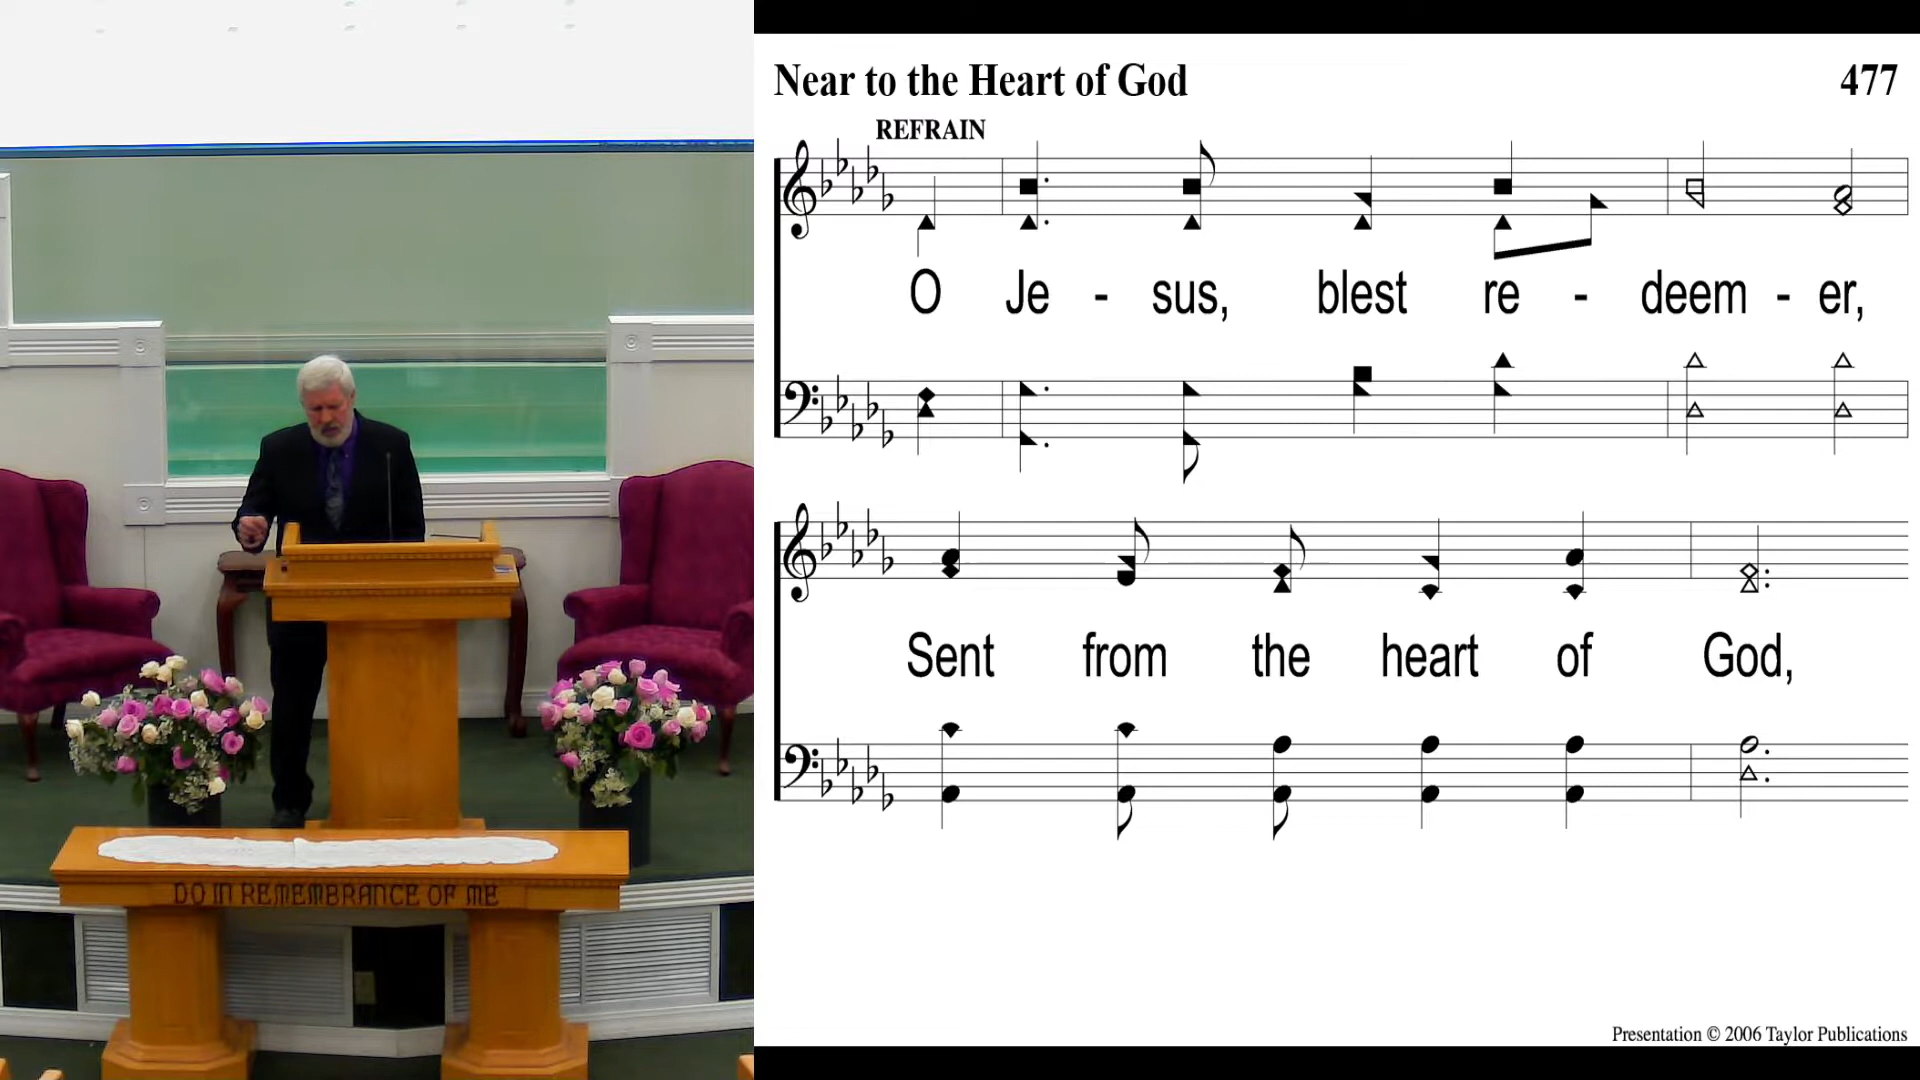 Near to the Heart of God
477
REFRAIN
O Je - sus, blest re - deem - er,
Sent from the heart of God,
DO IN REMEMBRANCE OF ME
Presentation © 2006 Taylor Publications